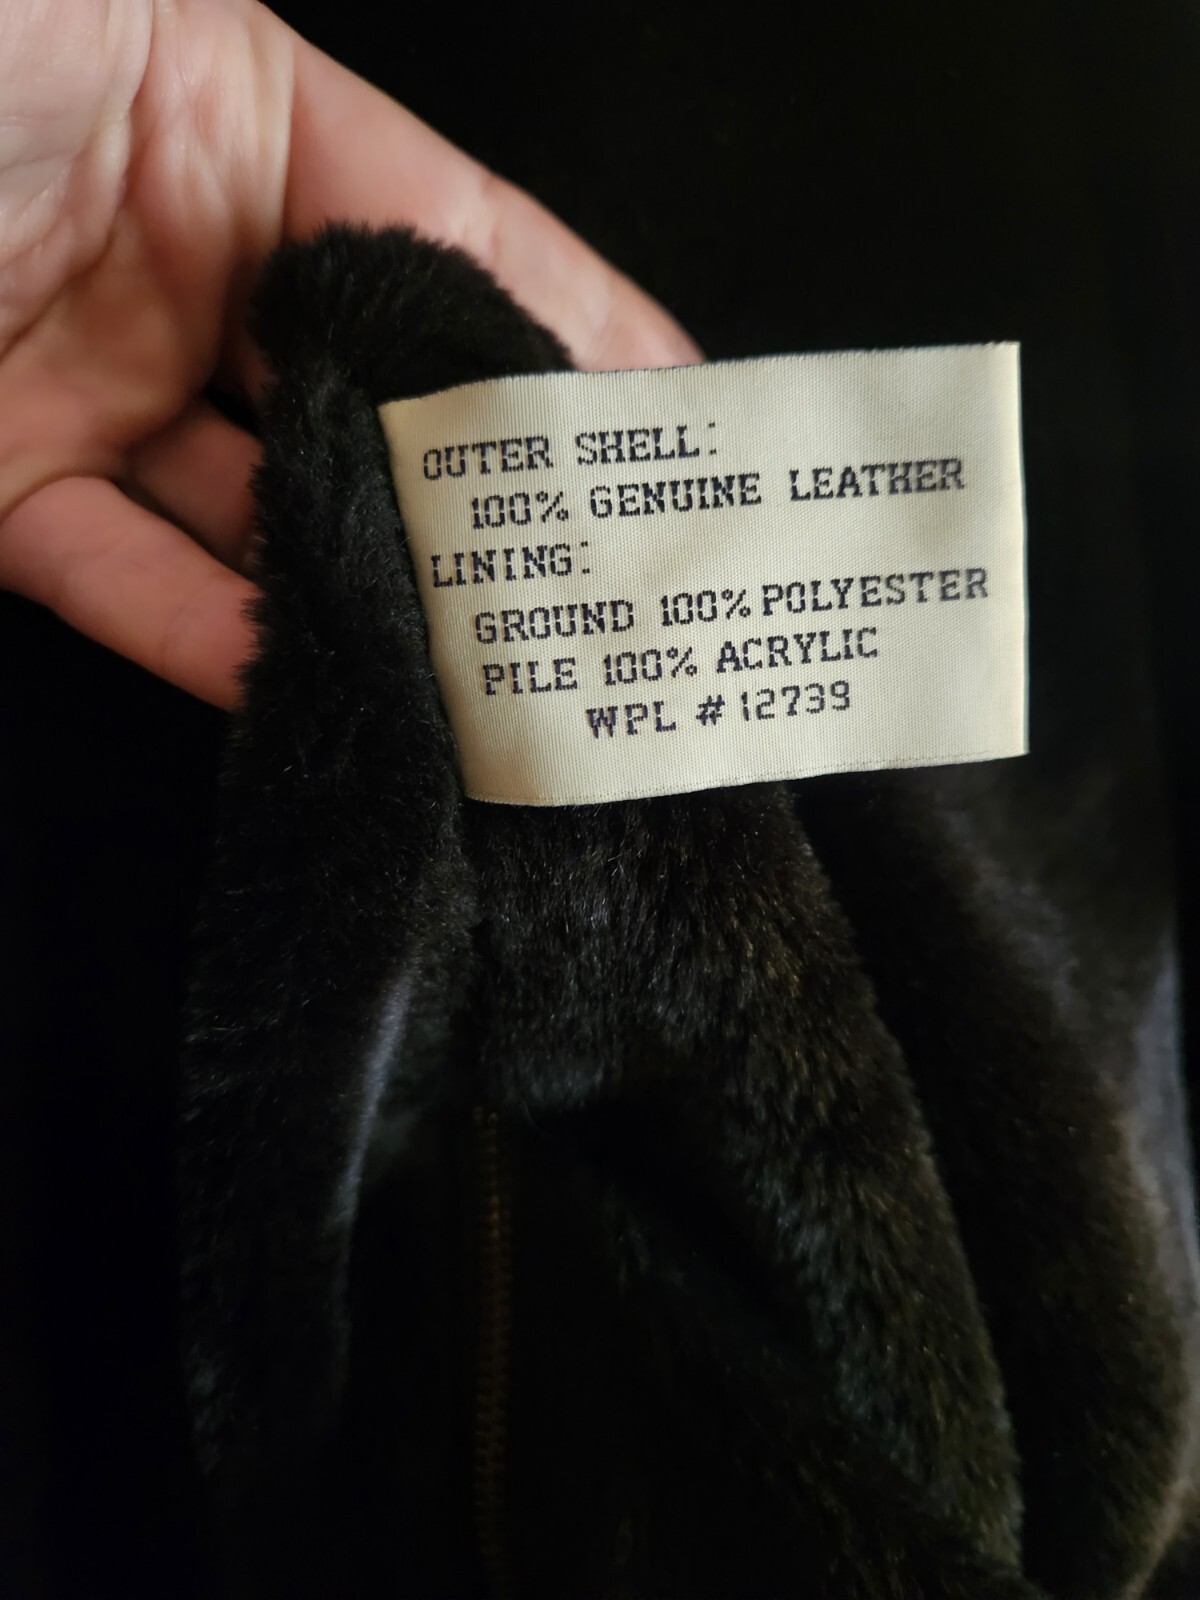 OUTER SHELL:
100% GENUINE LEATHER
LINING:
GROUND 100% POLYESTER
PILE 100% ACRYLIC
WPL # 12739